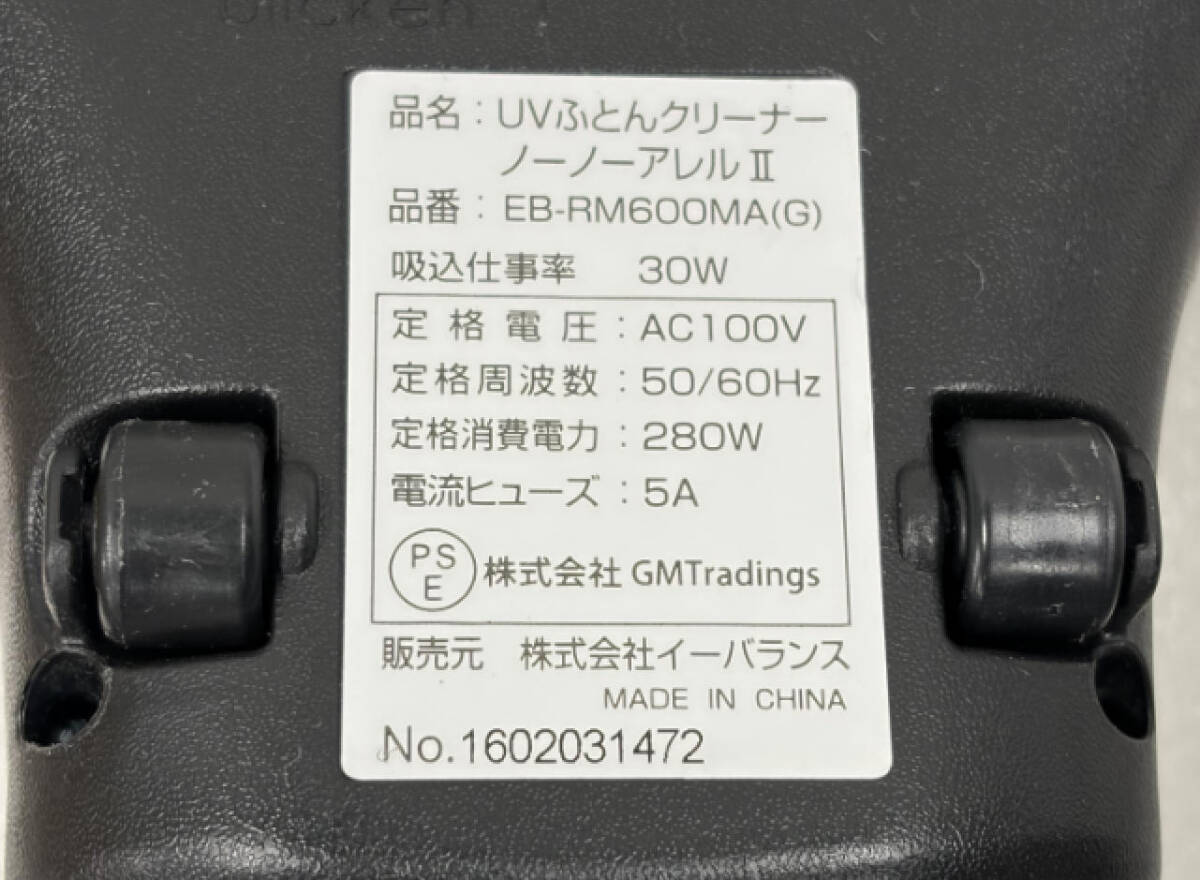 品名：UVふとんクリーナー
ノーノーアレルⅡ
品番：EB-RM600MA(G)
吸込仕事率 30W
定格電圧：AC100V
定格周波数：50/60Hz
定格消費電力：280W
電流ヒューズ：5A
PS
E
株式会社 GMTradings
販売元 株式会社イーバランス
MADE IN CHINA
No.1602031472